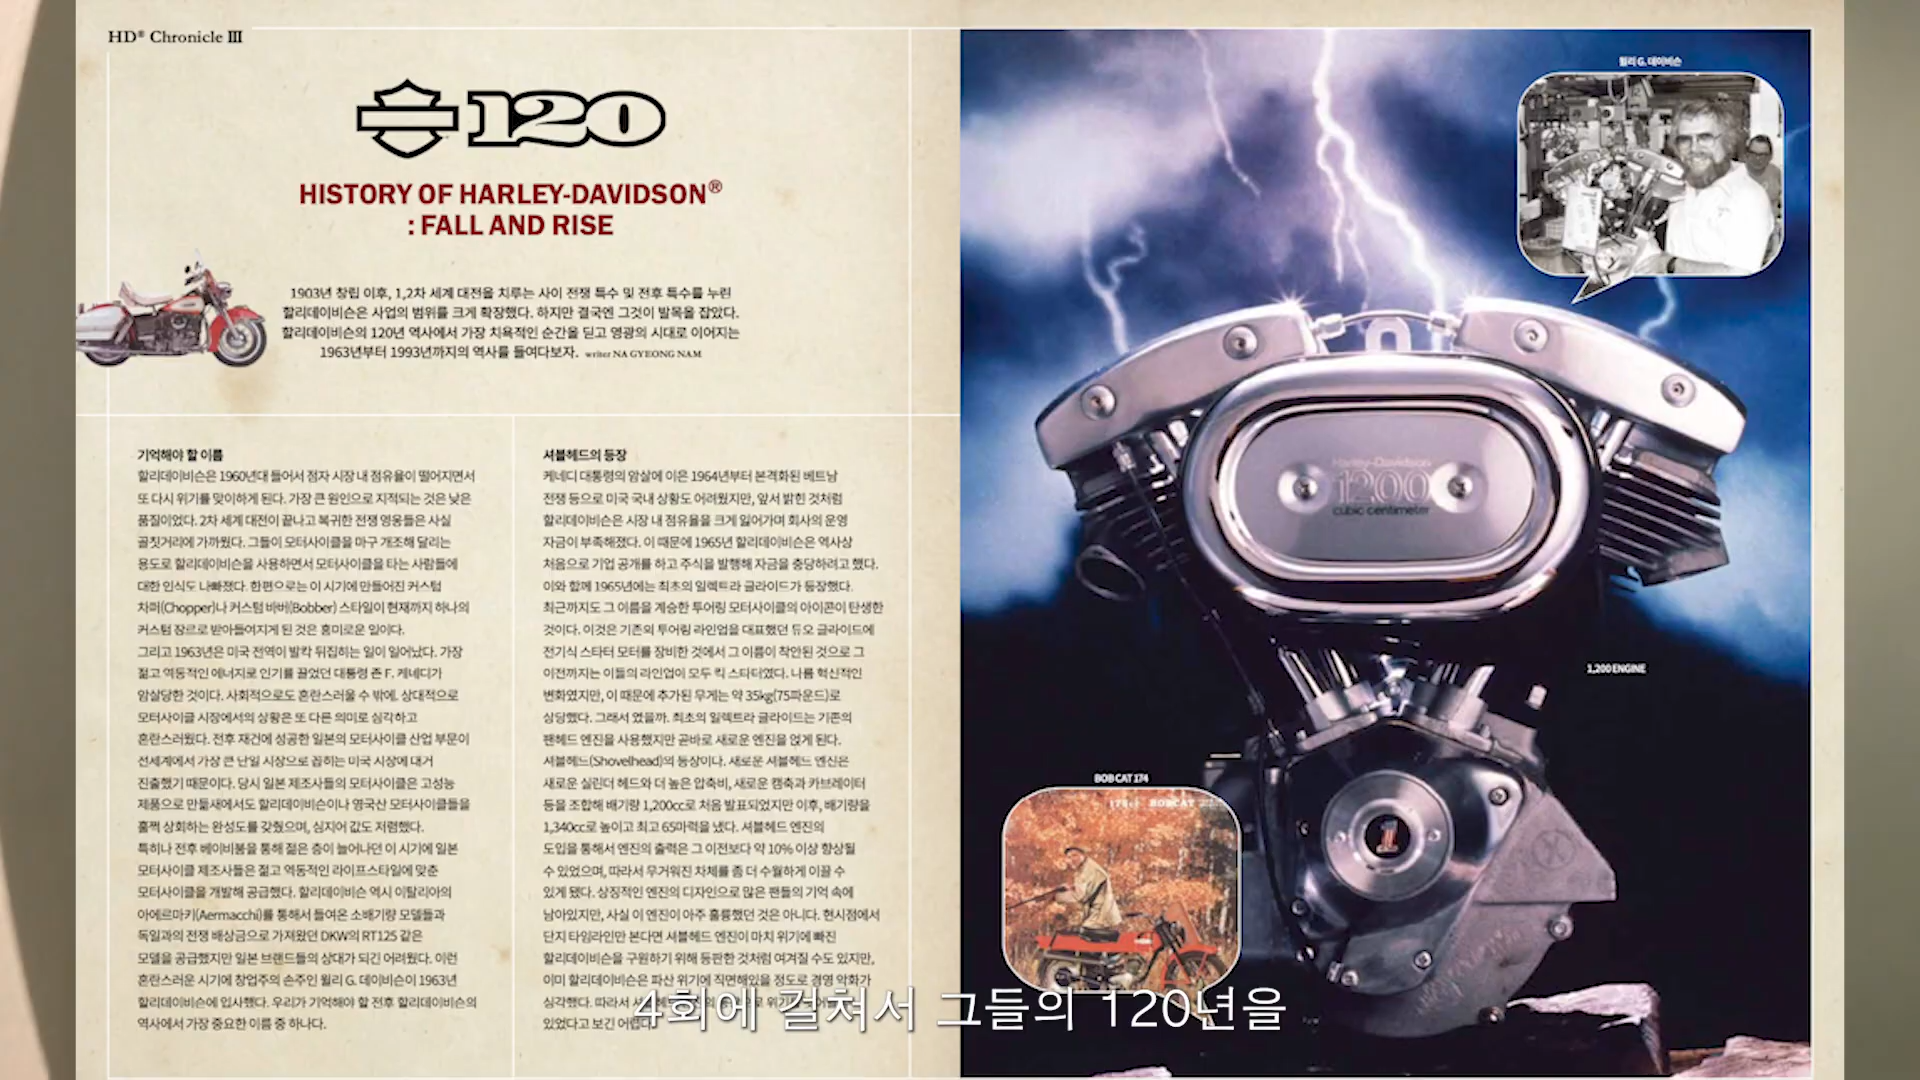 HD® Chronicle III
120
HISTORY OF HARLEY-DAVIDSON®
: FALL AND RISE
1903년 창립 이후, 1,2차 세계 대전을 치루는 사이 전쟁 특수 및 전후 특수를 누린
할리데이비슨은 사업의 범위를 크게 확장했다. 하지만 결국엔 그것이 발목을 잡았다.
할리데이비슨의 120년 역사에서 가장 치욕적인 순간을 딛고 영광의 시대로 이어지는
1963년부터 1993년까지의 역사를 들여다보자. writer NA GYEONG NAM
기억해야 할 이름
할리데이비슨은 1960년대 들어서 점차 시장 내 점유율이 떨어지면서
또 다시 위기를 맞이하게 된다. 가장 큰 원인으로 지적되는 것은 낮은
품질이었다. 2차 세계 대전이 끝나고 복귀한 전쟁 영웅들은 사실
골칫거리에 가까웠다. 그들이 모터사이클을 마구 개조해 달리는
용도로 할리데이비슨을 사용하면서 모터사이클을 타는 사람들에
대한 인식도 나빠졌다. 한편으로는 이 시기에 만들어진 커스텀
차퍼(Chopper)나 커스텀 바버(Bobber) 스타일이 현재까지 하나의
커스텀 장르로 받아들여지게 된 것은 흥미로운 일이다.
그리고 1963년은 미국 전역이 발칵 뒤집히는 일이 일어났다. 가장
젊고 역동적인 에너지로 인기를 끌었던 대통령 존 F. 케네디가
암살당한 것이다. 사회적으로도 혼란스러울 수 밖에. 상대적으로
모터사이클 시장에서의 상황은 또 다른 의미로 심각하고
혼란스러웠다. 전후 재건에 성공한 일본의 모터사이클 산업 부문이
전세계에서 가장 큰 단일 시장으로 꼽히는 미국 시장에 대거
진출했기 때문이다. 당시 일본 제조사들의 모터사이클은 고성능
제품으로 만듦새에서도 할리데이비슨이나 영국산 모터사이클들을
훌쩍 상회하는 완성도를 갖췄으며, 심지어 값도 저렴했다.
특히나 전후 베이비붐을 통해 젊은 층이 늘어나던 이 시기에 일본
모터사이클 제조사들은 젊고 역동적인 라이프스타일에 맞춘
모터사이클을 개발해 공급했다. 할리데이비슨 역시 이탈리아의
아에르마키(Aermacchi)를 통해서 들여온 소배기량 모델들과
독일과의 전쟁 배상금으로 가져왔던 DKW의 RT125 같은
모델을 공급했지만 일본 브랜드들의 상대가 되긴 어려웠다. 이런
혼란스러운 시기에 창업주의 손주인 윌리 G. 데이비슨이 1963년
할리데이비슨에 입사했다. 우리가 기억해야 할 전후 할리데이비슨의
역사에서 가장 중요한 이름 중 하나다.
셔블헤드의 등장
케네디 대통령의 암살에 이은 1964년부터 본격화된 베트남
전쟁 등으로 미국 국내 상황도 어려웠지만, 앞서 밝힌 것처럼
할리데이비슨은 시장 내 점유율을 크게 잃어가며 회사의 운영
자금이 부족해졌다. 이 때문에 1965년 할리데이비슨은 역사상
처음으로 기업 공개를 하고 주식을 발행해 자금을 충당하려고 했다.
이와 함께 1965년에는 최초의 일렉트라 글라이드가 등장했다.
최근까지도 그 이름을 계승한 투어링 모터사이클의 아이콘이 탄생한
것이다. 이것은 기존의 투어링 라인업을 대표했던 듀오 글라이드에
전기식 스타터 모터를 장비한 것에서 그 이름이 착안된 것으로 그
이전까지는 이들의 라인업이 모두 킥 스타터였다. 나름 혁신적인
변화였지만, 이 때문에 추가된 무게는 약 35kg(75파운드)로
상당했다. 그래서 였을까. 최초의 일렉트라 글라이드는 기존의
팬헤드 엔진을 사용했지만 곧바로 새로운 엔진을 얹게 된다.
셔블헤드(Shovelhead)의 등장이다. 새로운 셔블헤드 엔진은
새로운 실린더 헤드와 더 높은 압축비, 새로운 캠축과 카브레이터
등을 조합해 배기량 1,200cc로 처음 발표되었지만 이후, 배기량을
1,340cc로 높이고 최고 65마력을 냈다. 셔블헤드 엔진의
도입을 통해서 엔진의 출력은 그 이전보다 약 10% 이상 향상될
수 있었으며, 따라서 무거워진 차체를 좀 더 수월하게 이끌 수
있게 됐다. 상징적인 엔진의 디자인으로 많은 팬들의 기억 속에
남아있지만, 사실 이 엔진이 아주 훌륭했던 것은 아니다. 현시점에서
단지 타임라인만 본다면 셔블헤드 엔진이 마치 위기에 빠진
할리데이비슨을 구원하기 위해 등판한 것처럼 여겨질 수도 있지만,
이미 할리데이비슨은 파산 위기에 직면해있을 정도로 경영 악화가
심각했다. 따라서
있었다고 보긴 어렵다
윌리 G. 데이비슨
Harley-Davidson
1200
cubic centimeter
1,200 ENGINE
BOBCAT 174
BOBCAT
4회에 걸쳐서 그들의 120년을